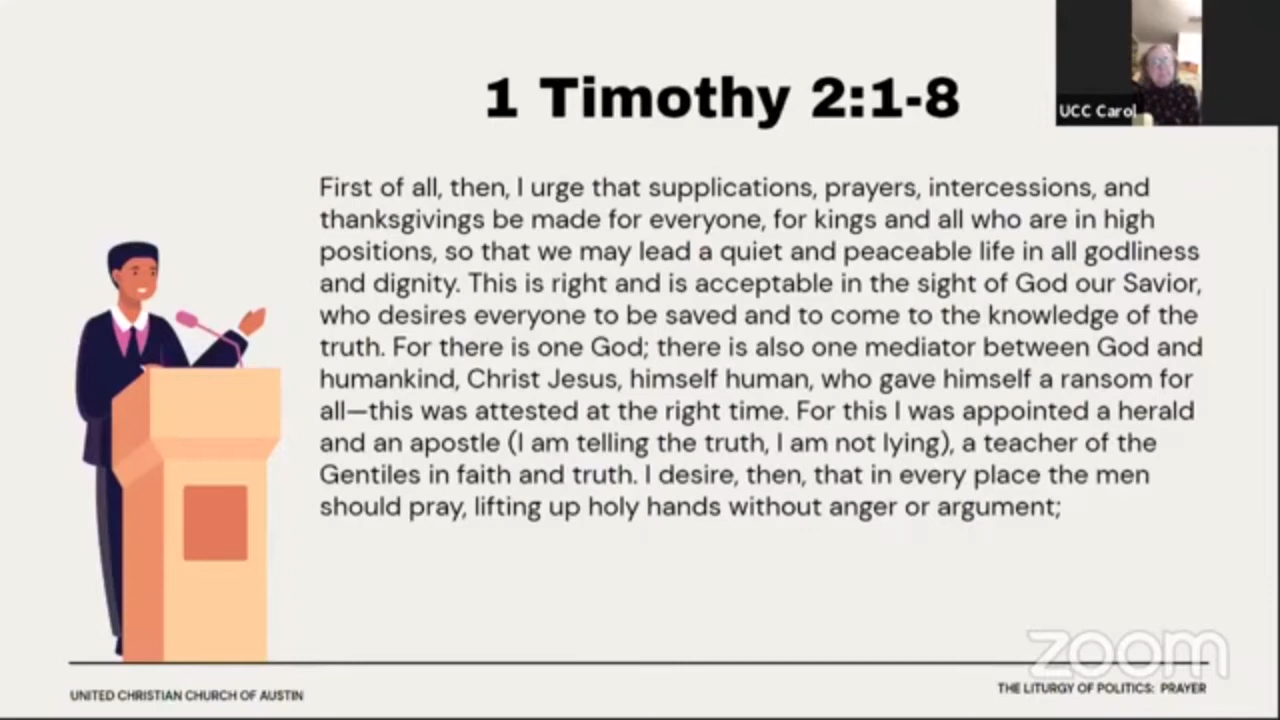 1 Timothy 2:1-8
UCC Carol
First of all, then, I urge that supplications, prayers, intercessions, and
thanksgivings be made for everyone, for kings and all who are in high
positions, so that we may lead a quiet and peaceable life in all godliness
and dignity. This is right and is acceptable in the sight of God our Savior,
who desires everyone to be saved and to come to the knowledge of the
truth. For there is one God; there is also one mediator between God and
humankind, Christ Jesus, himself human, who gave himself a ransom for
all—this was attested at the right time. For this I was appointed a herald
and an apostle (I am telling the truth, I am not lying), a teacher of the
Gentiles in faith and truth. I desire, then, that in every place the men
should pray, lifting up holy hands without anger or argument;
zoom
UNITED CHRISTIAN CHURCH OF AUSTIN
THE LITURGY OF POLITICS: PRAYER